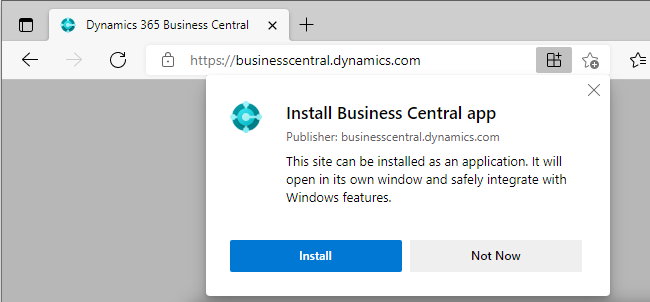 Dynamics 365 Business Central
https://businesscentral.dynamics.com
Install Business Central app
Publisher: businesscentral.dynamics.com
This site can be installed as an application. It will
open in its own window and safely integrate with
Windows features.
Install
Not Now